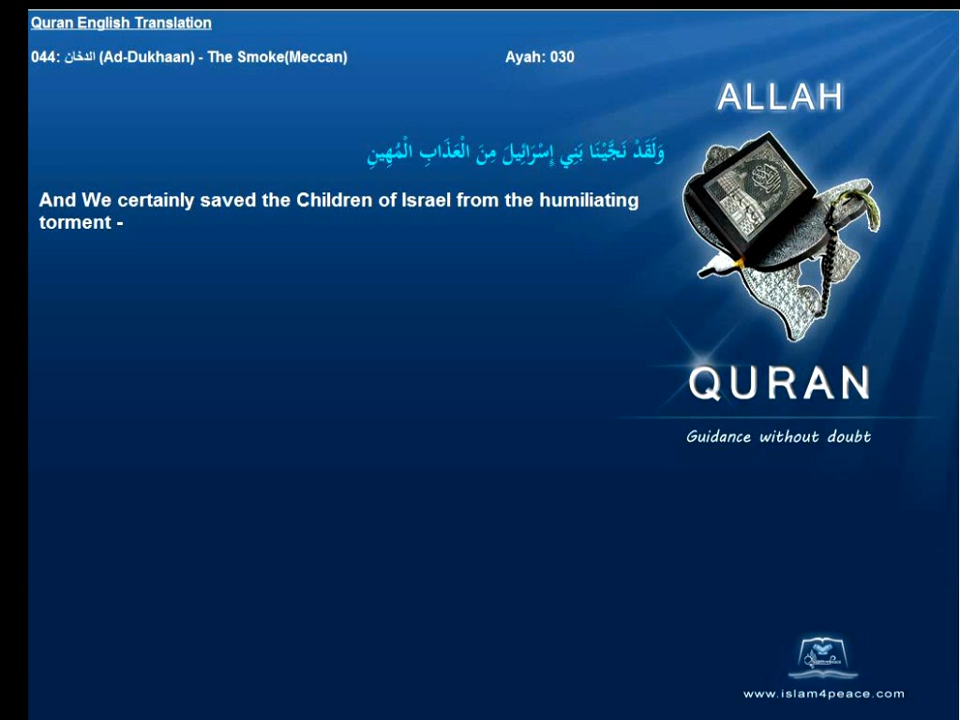 Quran English Translation
044: الدخان (Ad-Dukhaan) - The Smoke(Meccan)
Ayah: 030
ALLAH
وَلَقَدْ نَجَّيْنَا بَنِي إِسْرَائِيلَ مِنَ الْعَذَابِ الْمُهِينِ
And We certainly saved the Children of Israel from the humiliating
torment -
QURAN
Guidance without doubt
www.islam4peace.com